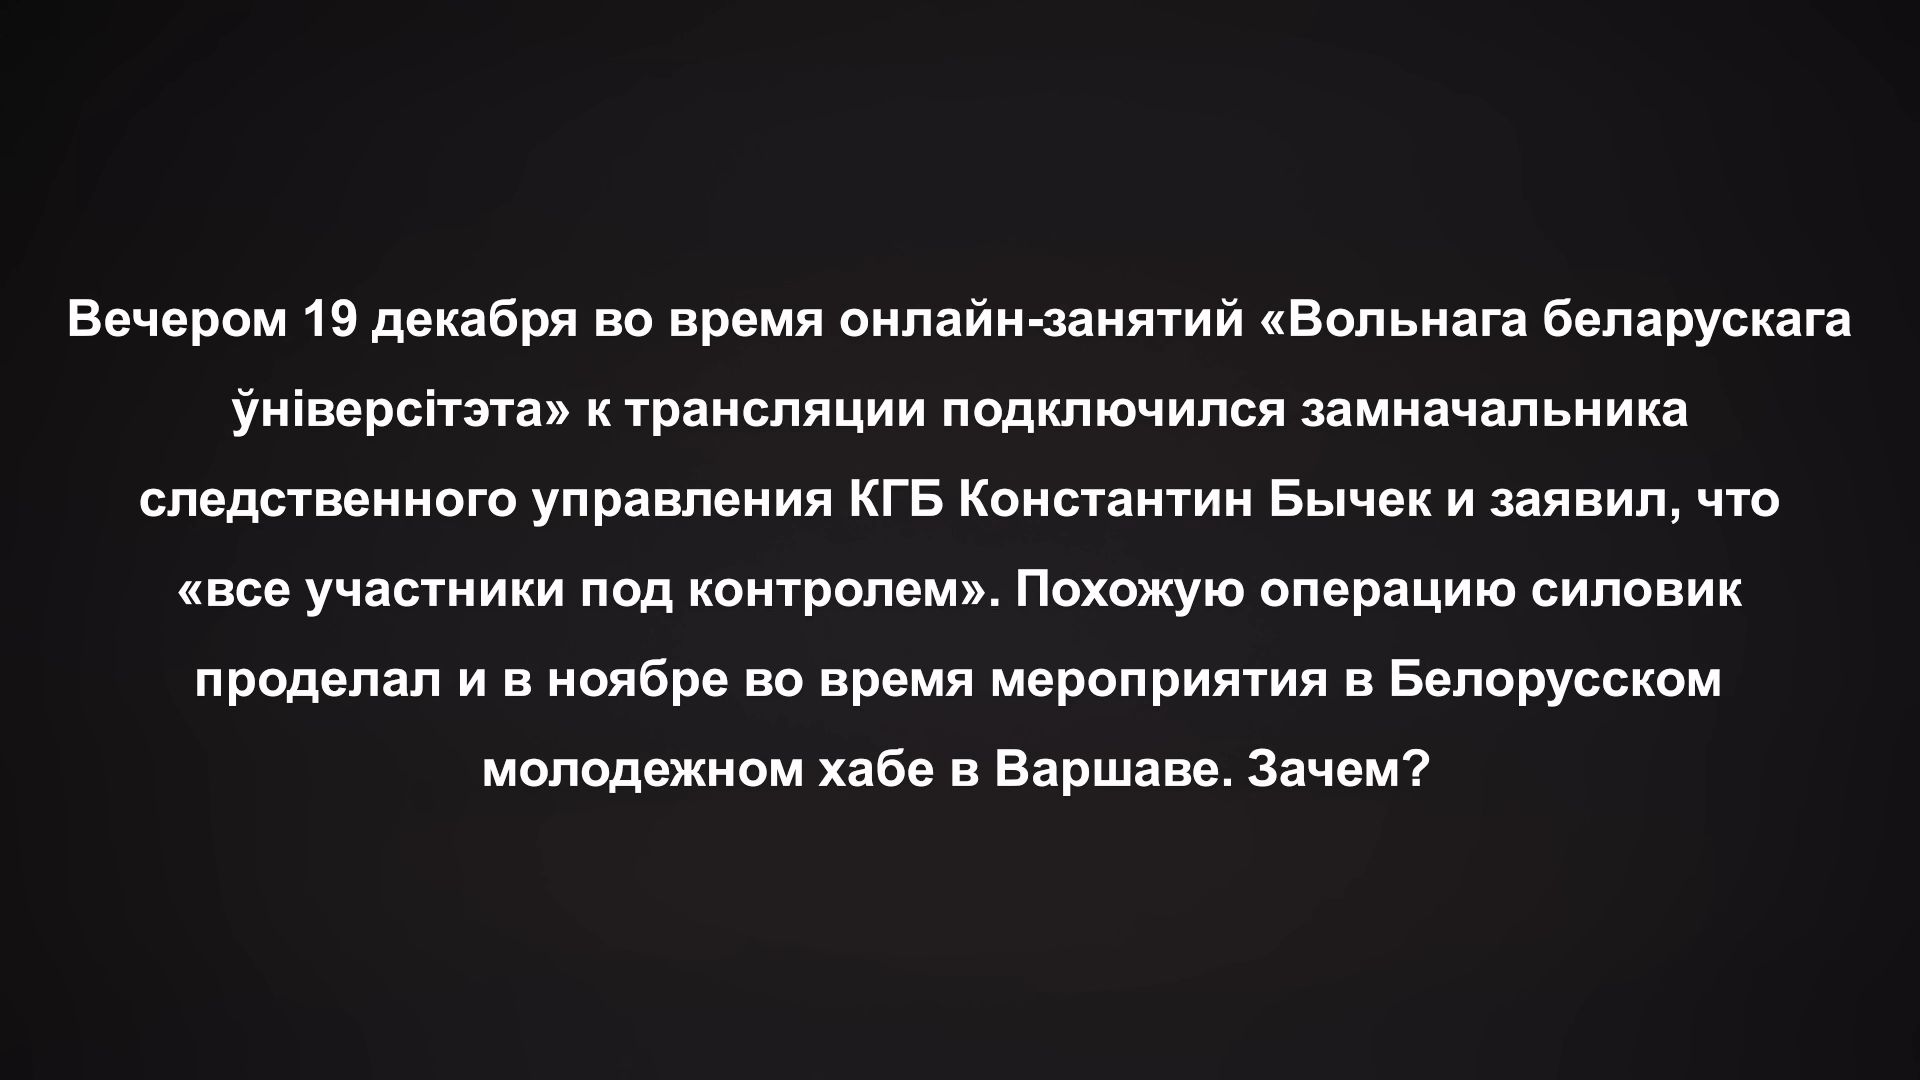 Вечером 19 декабря во время онлайн-занятий «Вольнага беларускага
ўніверсітэта» к трансляции подключился замначальника
следственного управления КГБ Константин Бычек и заявил, что
«все участники под контролем». Похожую операцию силовик
проделал и в ноябре во время мероприятия в Белорусском
молодежном хабе в Варшаве. Зачем?